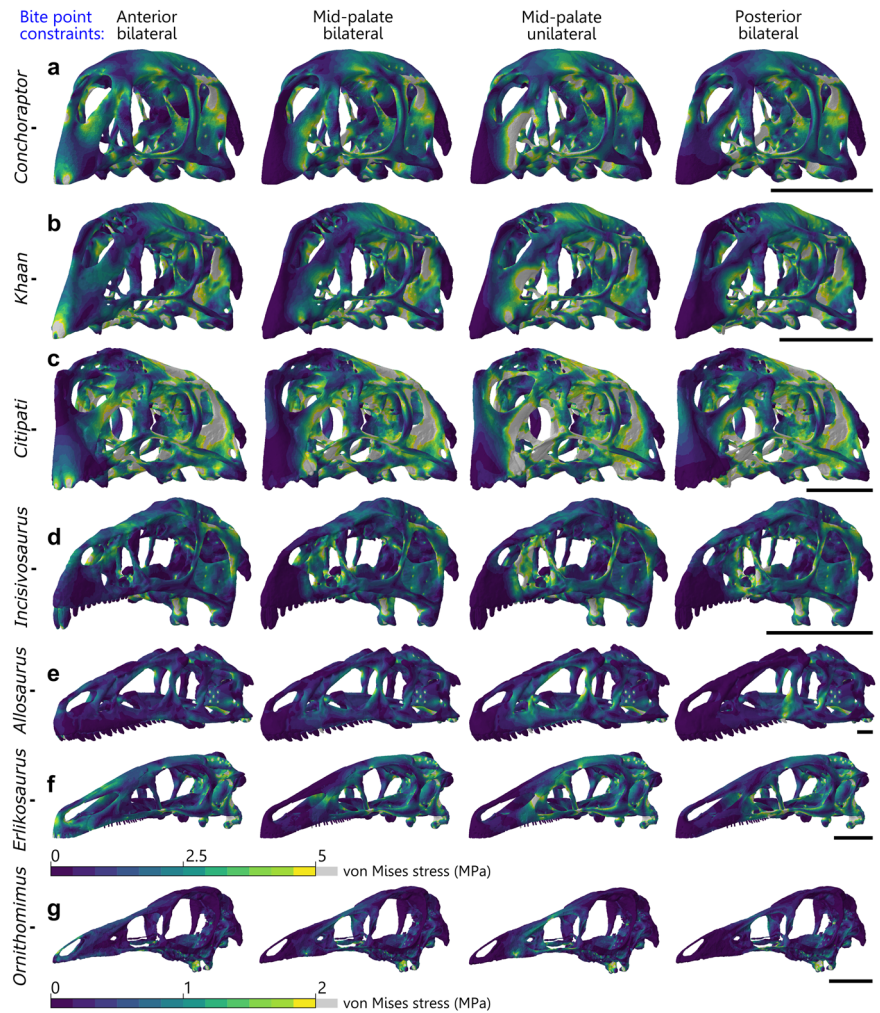 Bite point constraints:
Anterior bilateral
Mid-palate bilateral
Mid-palate unilateral
Posterior bilateral
a
Conchoraptor -
b
Khaan -
c
Citipati -
d
Incisivosaurus -
e
Allosaurus -
f
Erlikosaurus -
0 2.5 5
von Mises stress (MPa)
g
Ornithomimus -
0 1 2
von Mises stress (MPa)